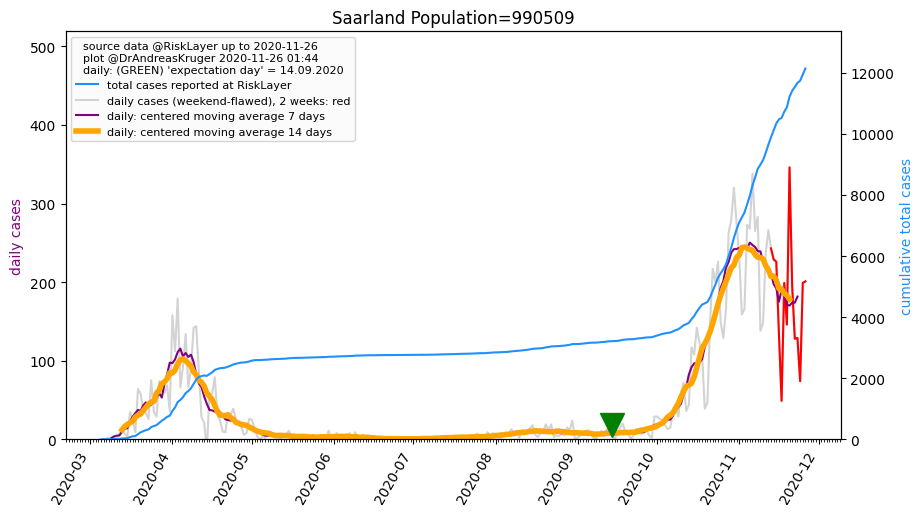 Saarland Population=990509
source data @RiskLayer up to 2020-11-26
plot @DrAndreasKruger 2020-11-26 01:44
daily: (GREEN) 'expectation day' = 14.09.2020
total cases reported at RiskLayer
daily cases (weekend-flawed), 2 weeks: red
daily: centered moving average 7 days
daily: centered moving average 14 days
daily cases
500
400
300
200
100
0
cumulative total cases
12000
10000
8000
6000
4000
2000
0
2020-03
2020-04
2020-05
2020-06
2020-07
2020-08
2020-09
2020-10
2020-11
2020-12